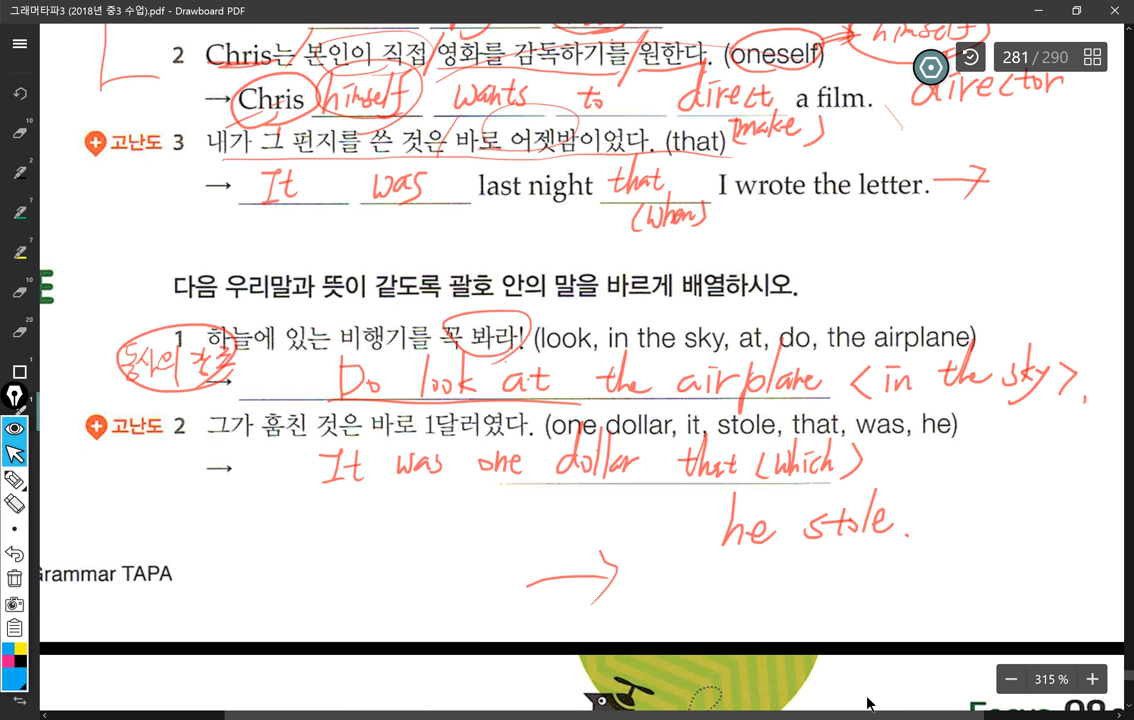 그래머타파3 (2018년 중3 수업).pdf - Drawboard PDF
281 / 290
2 Chris는 본인이 직접 영화를 감독하기를 원한다. (oneself) himself
director
→ Chris himself wants to direct a film.
(make)
고난도 3 내가 그 편지를 쓴 것은 바로 어젯밤이었다. (that)
→ It was last night that I wrote the letter. →
(when)
E
다음 우리말과 뜻이 같도록 괄호 안의 말을 바르게 배열하시오.
1 하늘에 있는 비행기를 꼭 봐라! (look, in the sky, at, do, the airplane)
동사의 강조
→ Do look at the airplane < in the sky >.
고난도 2 그가 훔친 것은 바로 1달러였다. (one dollar, it, stole, that, was, he)
→ It was one dollar that (which)
he stole.
→
Grammar TAPA
315 %
10
2
7
7
10
10
1
1